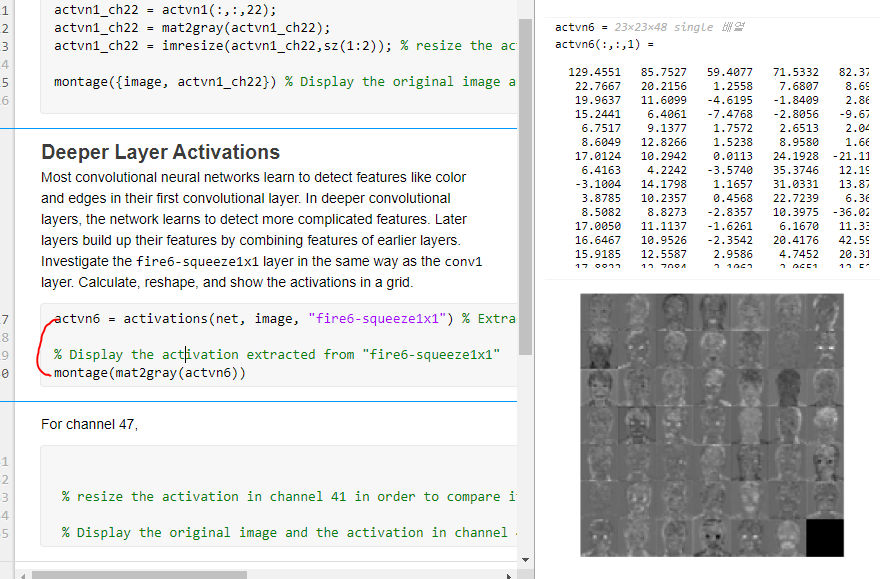 1 actvn1_ch22 = actvn1(:,:,22);
2 actvn1_ch22 = mat2gray(actvn1_ch22);
3 actvn1_ch22 = imresize(actvn1_ch22,sz(1:2)); % resize the ac
4
5 montage({image, actvn1_ch22}) % Display the original image a
6
Deeper Layer Activations
Most convolutional neural networks learn to detect features like color
and edges in their first convolutional layer. In deeper convolutional
layers, the network learns to detect more complicated features. Later
layers build up their features by combining features of earlier layers.
Investigate the fire6-squeeze1x1 layer in the same way as the conv1
layer. Calculate, reshape, and show the activations in a grid.
7 actvn6 = activations(net, image, "fire6-squeeze1x1") % Extra
8
9 % Display the activation extracted from "fire6-squeeze1x1"
0 montage(mat2gray(actvn6))
For channel 47,
1
2
3 % resize the activation in channel 41 in order to compare i
4
5 % Display the original image and the activation in channel
actvn6 = 23×23×48 single 배열
actvn6(:,:,1) =
129.4551 85.7527 59.4077 71.5332 82.37
22.7667 20.2156 1.2558 7.6807 8.69
19.9637 11.6099 -4.6195 -1.8409 2.86
15.2441 6.4061 -7.4768 -2.8056 -9.67
6.7517 9.1377 1.7572 2.6513 2.04
8.6049 12.8266 1.5238 8.9580 1.66
17.0124 10.2942 0.0113 24.1928 -21.11
6.4163 4.2242 -3.5740 35.3746 12.19
-3.1004 14.1798 1.1657 31.0331 13.87
3.8785 10.2357 0.4568 22.7239 6.36
8.5082 8.8273 -2.8357 10.3975 -36.02
17.0050 11.1137 -1.6261 6.1670 11.33
16.6467 10.9526 -2.3542 20.4176 42.59
15.9185 12.5587 2.9586 4.7452 20.31